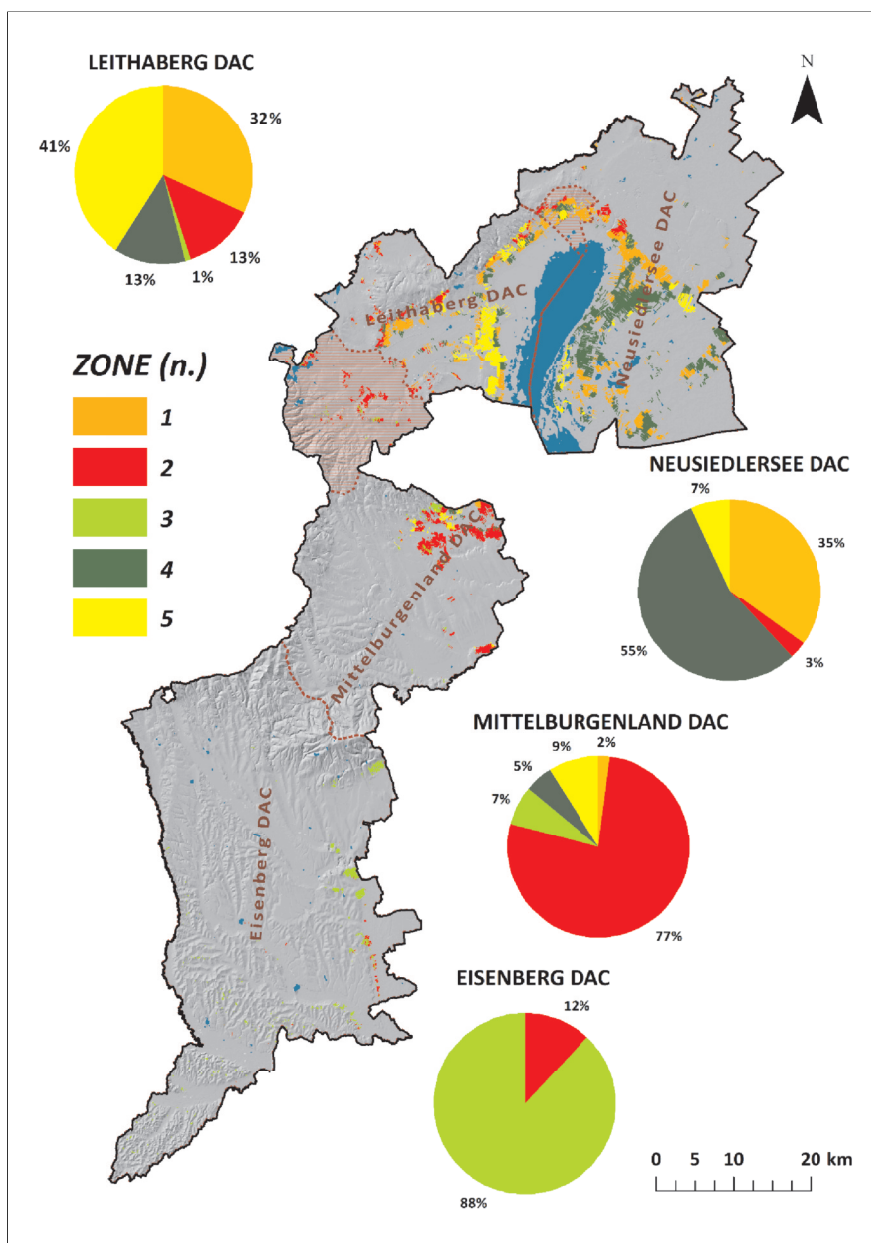 LEITHABERG DAC
32%
41%
13%
1%
13%
N
Leithaberg DAC
Neusiedlersee DAC
ZONE (n.)
1
2
3
4
5
NEUSIEDLERSEE DAC
7%
35%
55%
3%
Mittelburgenland DAC
MITTELBURGENLAND DAC
2%
9%
5%
7%
77%
Eisenberg DAC
EISENBERG DAC
12%
88%
0 5 10 20 km